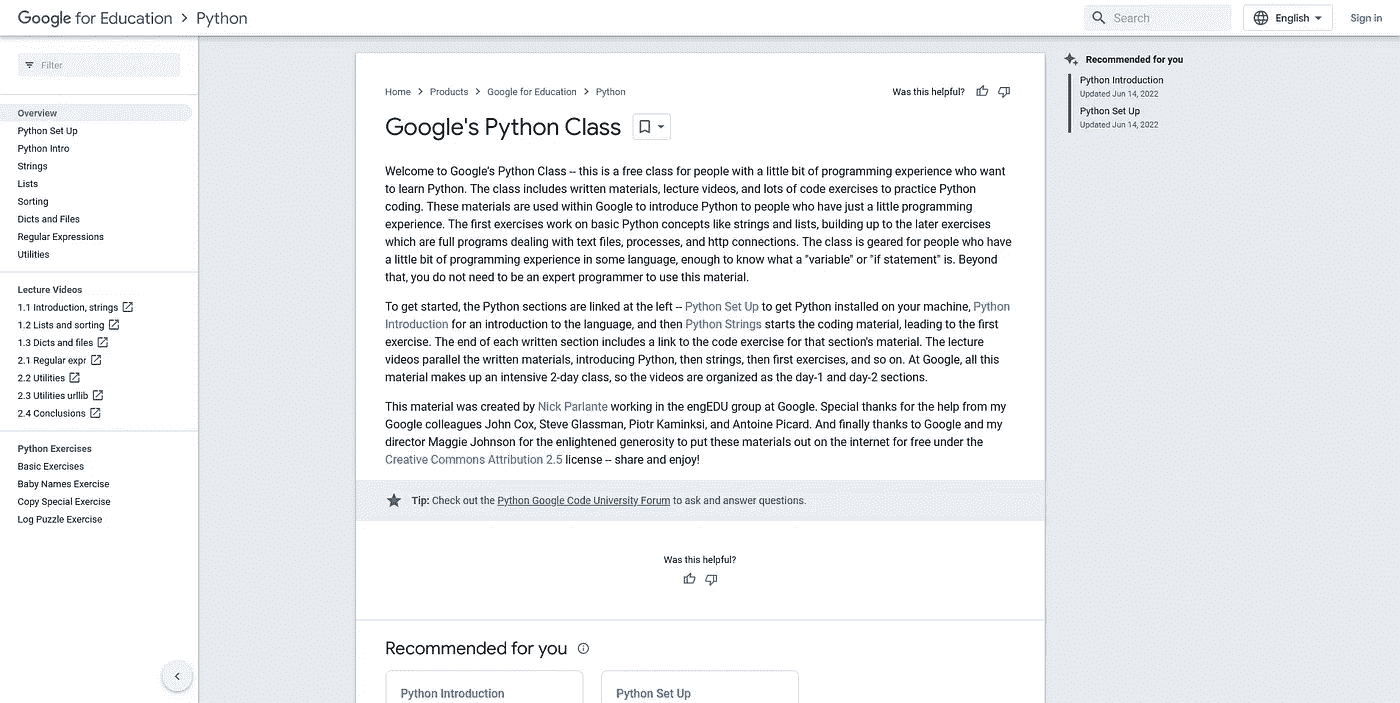 Google for Education > Python
Search
English
Sign in
Filter
Overview
Python Set Up
Python Intro
Strings
Lists
Sorting
Dicts and Files
Regular Expressions
Utilities
Lecture Videos
1.1 Introduction, strings
1.2 Lists and sorting
1.3 Dicts and files
2.1 Regular expr
2.2 Utilities
2.3 Utilities urllib
2.4 Conclusions
Python Exercises
Basic Exercises
Baby Names Exercise
Copy Special Exercise
Log Puzzle Exercise
Home > Products > Google for Education > Python
Was this helpful?
Google's Python Class
Welcome to Google's Python Class -- this is a free class for people with a little bit of programming experience who want
to learn Python. The class includes written materials, lecture videos, and lots of code exercises to practice Python
coding. These materials are used within Google to introduce Python to people who have just a little programming
experience. The first exercises work on basic Python concepts like strings and lists, building up to the later exercises
which are full programs dealing with text files, processes, and http connections. The class is geared for people who have
a little bit of programming experience in some language, enough to know what a "variable" or "if statement" is. Beyond
that, you do not need to be an expert programmer to use this material.
To get started, the Python sections are linked at the left -- Python Set Up to get Python installed on your machine, Python
Introduction for an introduction to the language, and then Python Strings starts the coding material, leading to the first
exercise. The end of each written section includes a link to the code exercise for that section's material. The lecture
videos parallel the written materials, introducing Python, then strings, then first exercises, and so on. At Google, all this
material makes up an intensive 2-day class, so the videos are organized as the day-1 and day-2 sections.
This material was created by Nick Parlante working in the engEDU group at Google. Special thanks for the help from my
Google colleagues John Cox, Steve Glassman, Piotr Kaminksi, and Antoine Picard. And finally thanks to Google and my
director Maggie Johnson for the enlightened generosity to put these materials out on the internet for free under the
Creative Commons Attribution 2.5 license -- share and enjoy!
Tip: Check out the Python Google Code University Forum to ask and answer questions.
Was this helpful?
Recommended for you
Python Introduction
Python Set Up
Recommended for you
Python Introduction
Updated Jun 14, 2022
Python Set Up
Updated Jun 14, 2022